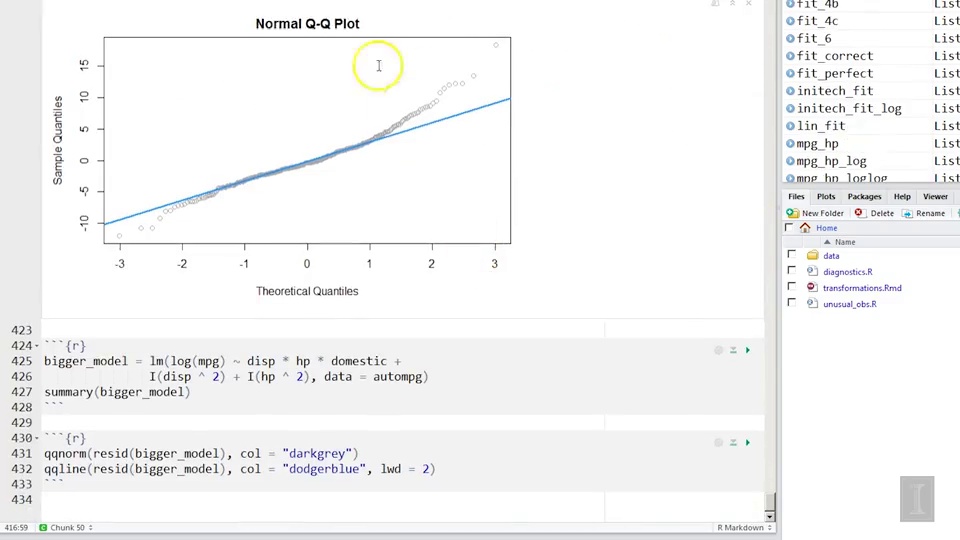 Normal Q-Q Plot
Sample Quantiles
15
10
5
0
-5
-10
-3 -2 -1 0 1 2 3
Theoretical Quantiles
423
424 ```{r}
425 bigger_model = lm(log(mpg) ~ disp * hp * domestic +
426 I(disp ^ 2) + I(hp ^ 2), data = autompg)
427 summary(bigger_model)
428 ```
429
430 ```{r}
431 qqnorm(resid(bigger_model), col = "darkgrey")
432 qqline(resid(bigger_model), col = "dodgerblue", lwd = 2)
433 ```
434
416:59 C Chunk 50 R Markdown
fit_4b List
fit_4c List
fit_6 List
fit_correct List
fit_perfect List
initech_fit List
initech_fit_log List
lin_fit List
mpg_hp List
mpg_hp_log List
mpg_hp_loglog List
Files Plots Packages Help Viewer
New Folder Delete Rename
Home
Name
data
diagnostics.R
transformations.Rmd
unusual_obs.R
I